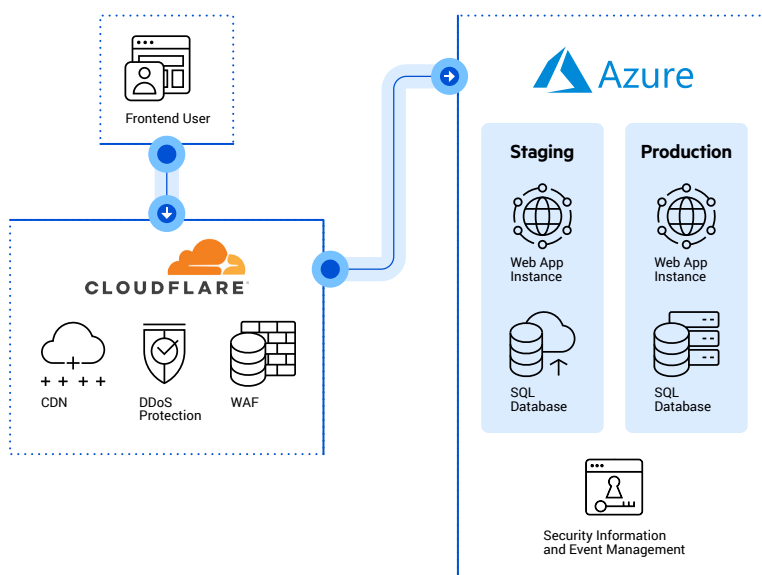 Frontend User
CLOUDFLARE
CDN
DDoS
Protection
WAF
Azure
Staging
Web App
Instance
SQL
Database
Production
Web App
Instance
SQL
Database
Security Information
and Event Management